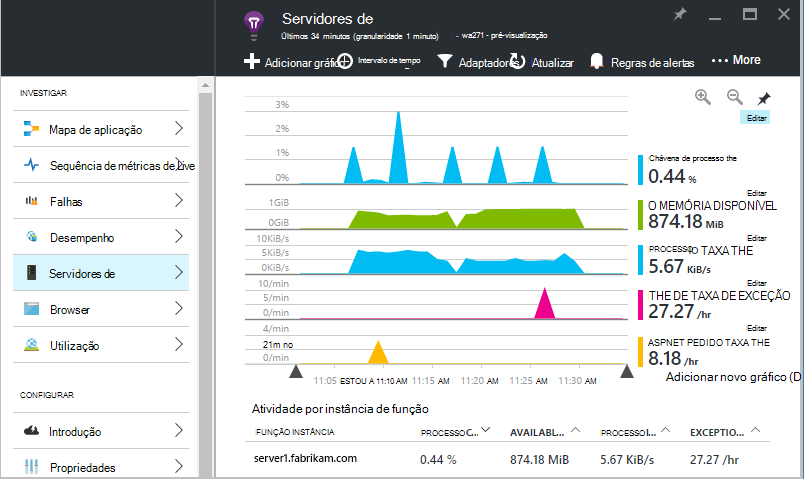 Servidores de
Últimos 34 minutos (granularidade 1 minuto) - wa271 - pré-visualização
Adicionar gráfico Intervalo de tempo Adaptadores Atualizar Regras de alertas ... More
INVESTIGAR
Mapa de aplicação
Sequência de métricas de Live
Falhas
Desempenho
Servidores de
Browser
Utilização
CONFIGURAR
Introdução
Propriedades
Editar
3%
2%
1%
0%
Chávena de processo the
0.44 %
Editar
1GiB
0GiB
O MEMÓRIA DISPONÍVEL
874.18 MiB
Editar
10KiB/s
5KiB/s
0KiB/s
PROCESSO TAXA THE
5.67 KiB/s
Editar
10/min
5/min
0/min
THE DE TAXA DE EXCEÇÃO
27.27 /hr
Editar
4/min
21m no
0/min
ASPNET PEDIDO TAXA THE
8.18 /hr
11:05 ESTOU A 11:10 AM 11:15 AM 11:20 AM 11:25 AM 11:30 AM
Adicionar novo gráfico (D
Atividade por instância de função
FUNÇÃO INSTÂNCIA PROCESSO C... AVAILABL... PROCESSO I... EXCEPTIO...
server1.fabrikam.com 0.44 % 874.18 MiB 5.67 KiB/s 27.27 /hr